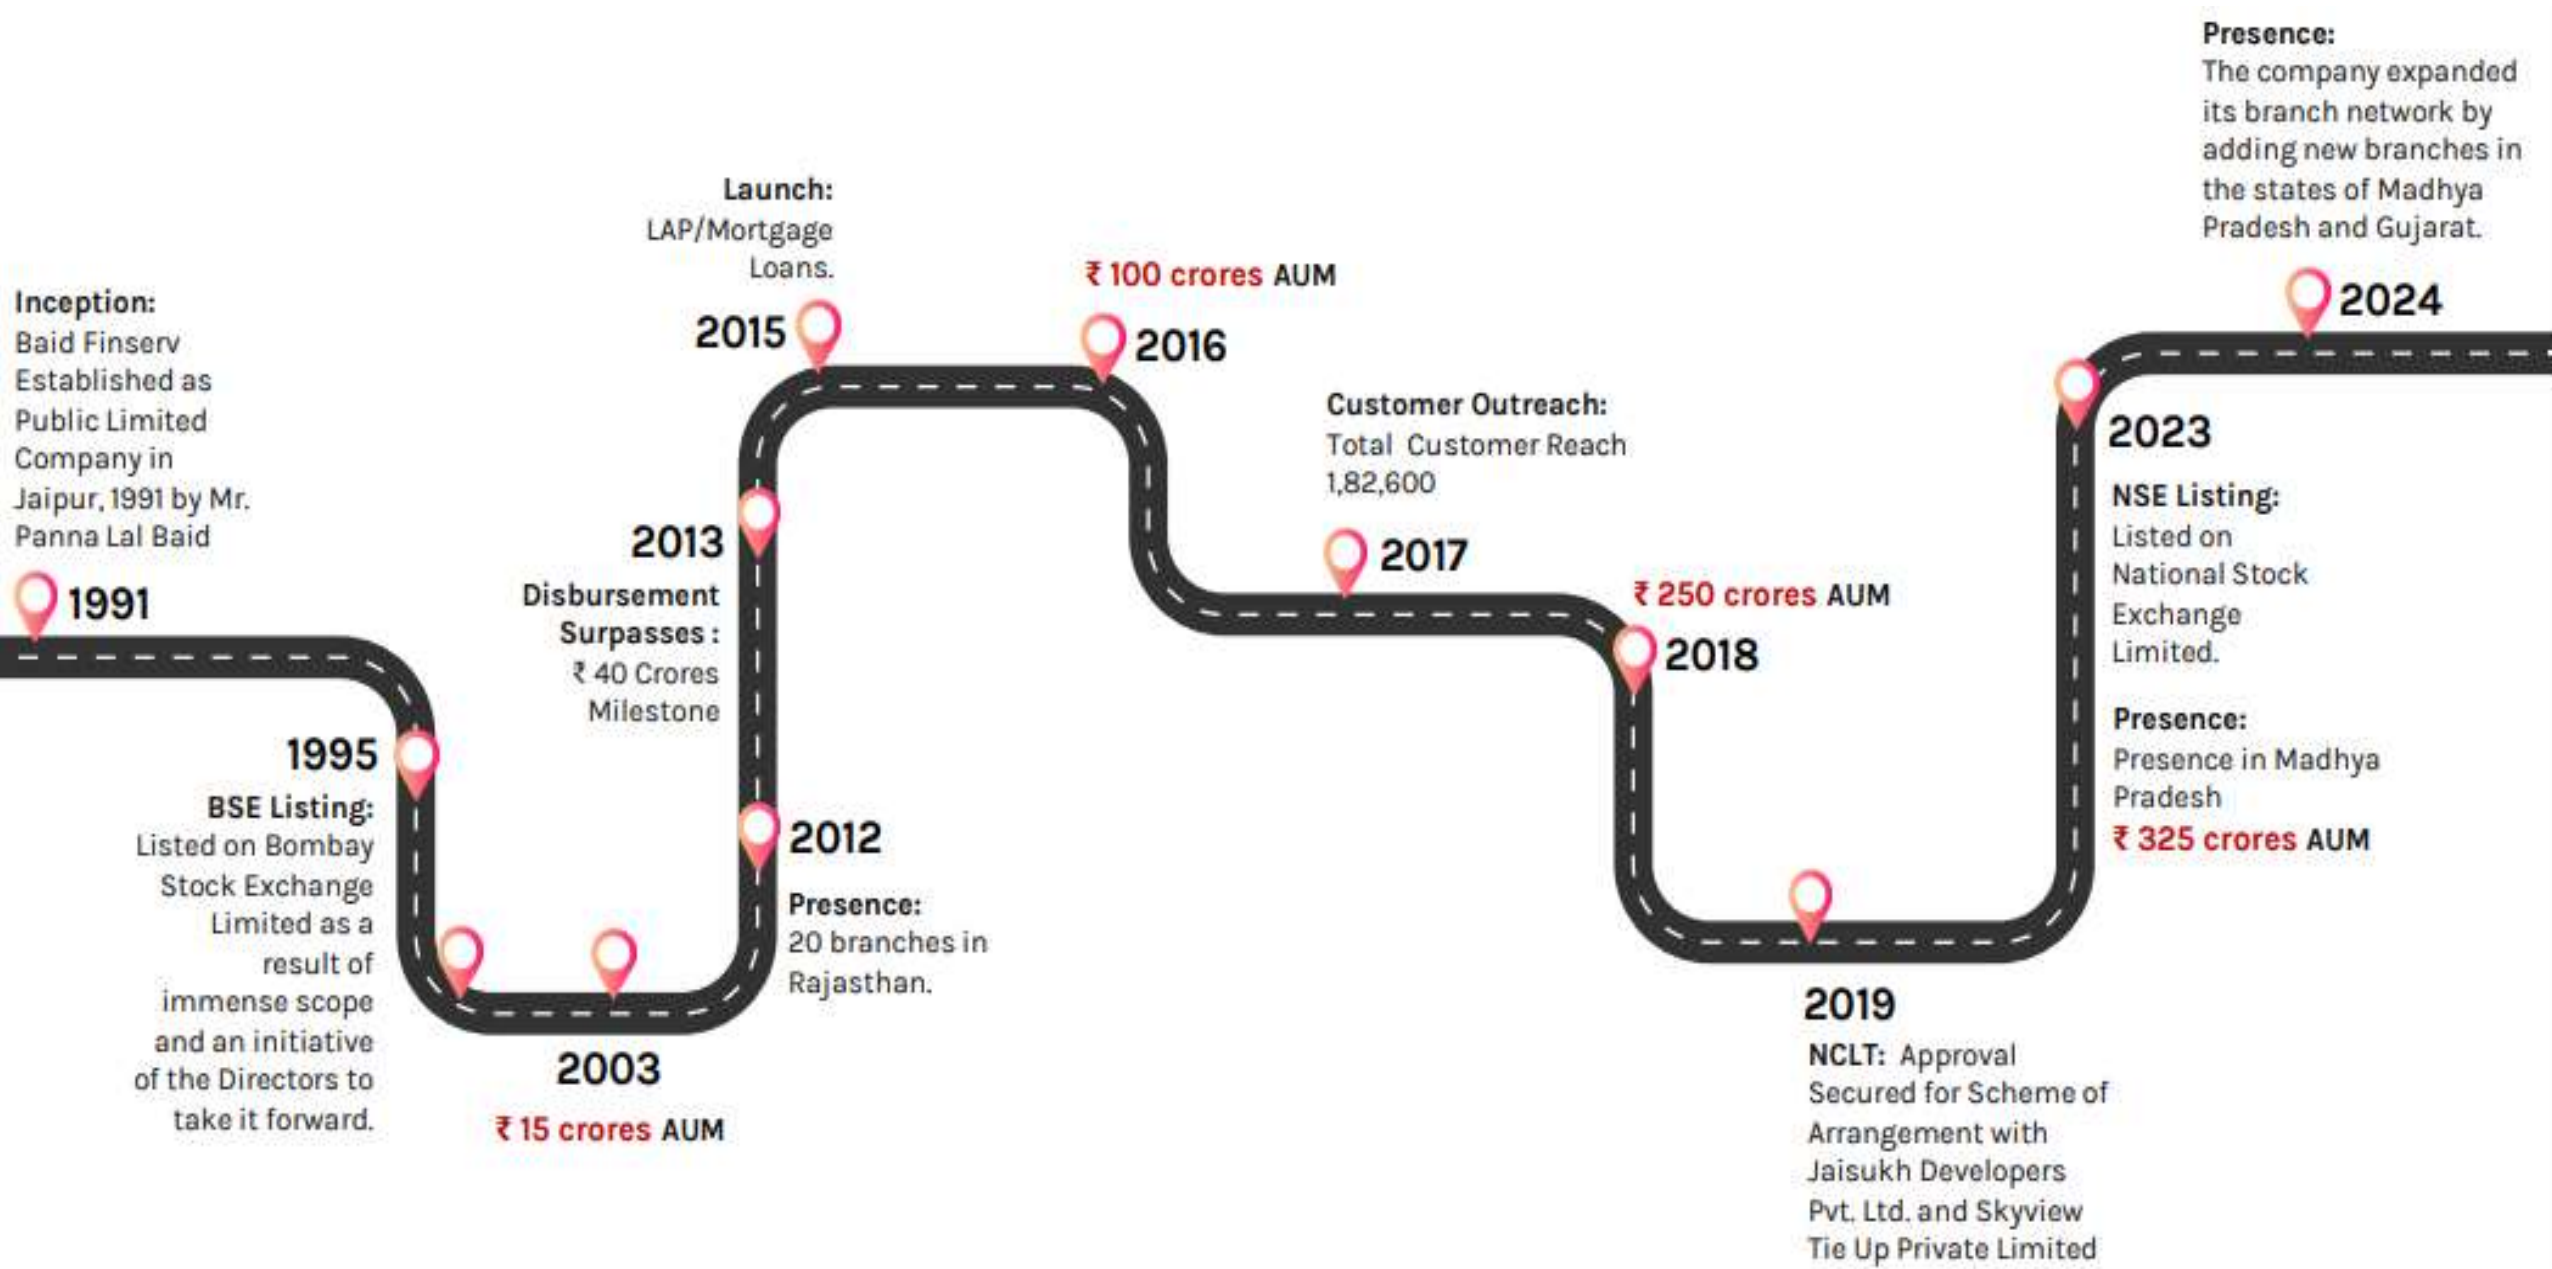 Inception:
Baid Finserv
Established as
Public Limited
Company in
Jaipur, 1991 by Mr.
Panna Lal Baid
1991
1995
BSE Listing:
Listed on Bombay
Stock Exchange
Limited as a
result of
immense scope
and an initiative
of the Directors to
take it forward.
2003
₹ 15 crores AUM
2012
Presence:
20 branches in
Rajasthan.
2013
Disbursement
Surpasses :
₹ 40 Crores
Milestone
Launch:
LAP/Mortgage
Loans.
2015
₹ 100 crores AUM
2016
Customer Outreach:
Total Customer Reach
1,82,600
2017
₹ 250 crores AUM
2018
2019
NCLT: Approval
Secured for Scheme of
Arrangement with
Jaisukh Developers
Pvt. Ltd. and Skyview
Tie Up Private Limited
2023
NSE Listing:
Listed on
National Stock
Exchange
Limited.
Presence:
Presence in Madhya
Pradesh
₹ 325 crores AUM
Presence:
The company expanded
its branch network by
adding new branches in
the states of Madhya
Pradesh and Gujarat.
2024